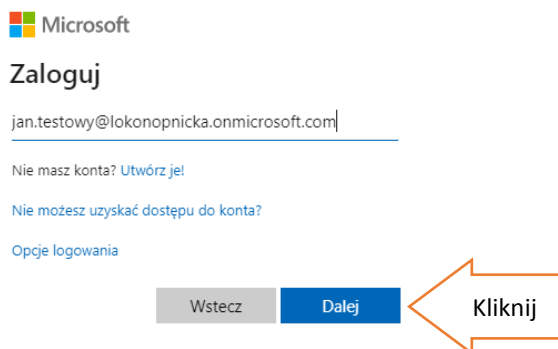 Microsoft
Zaloguj
jan.testowy@lokonopnicka.onmicrosoft.com
Nie masz konta? Utwórz je!
Nie możesz uzyskać dostępu do konta?
Opcje logowania
Wstecz Dalej Kliknij